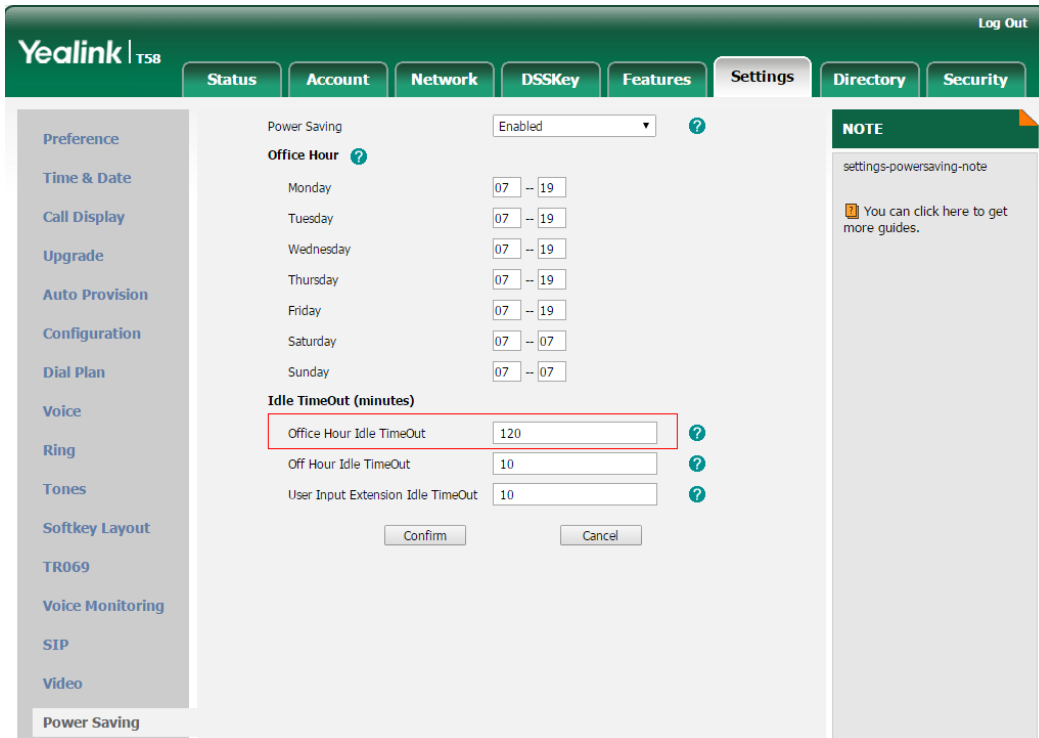 Log Out
Yealink T58
Status Account Network DSSKey Features Settings Directory Security
Preference
Time & Date
Call Display
Upgrade
Auto Provision
Configuration
Dial Plan
Voice
Ring
Tones
Softkey Layout
TR069
Voice Monitoring
SIP
Video
Power Saving
Power Saving Enabled ?
Office Hour ?
Monday 07 -- 19
Tuesday 07 -- 19
Wednesday 07 -- 19
Thursday 07 -- 19
Friday 07 -- 19
Saturday 07 -- 07
Sunday 07 -- 07
Idle TimeOut (minutes)
Office Hour Idle TimeOut 120 ?
Off Hour Idle TimeOut 10 ?
User Input Extension Idle TimeOut 10 ?
Confirm Cancel
NOTE
settings-powersaving-note
? You can click here to get
more guides.